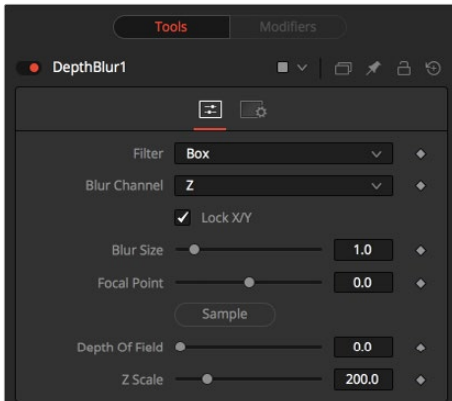 Tools Modifiers
DepthBlur1
Filter Box
Blur Channel Z
Lock X/Y
Blur Size 1.0
Focal Point 0.0
Sample
Depth Of Field 0.0
Z Scale 200.0